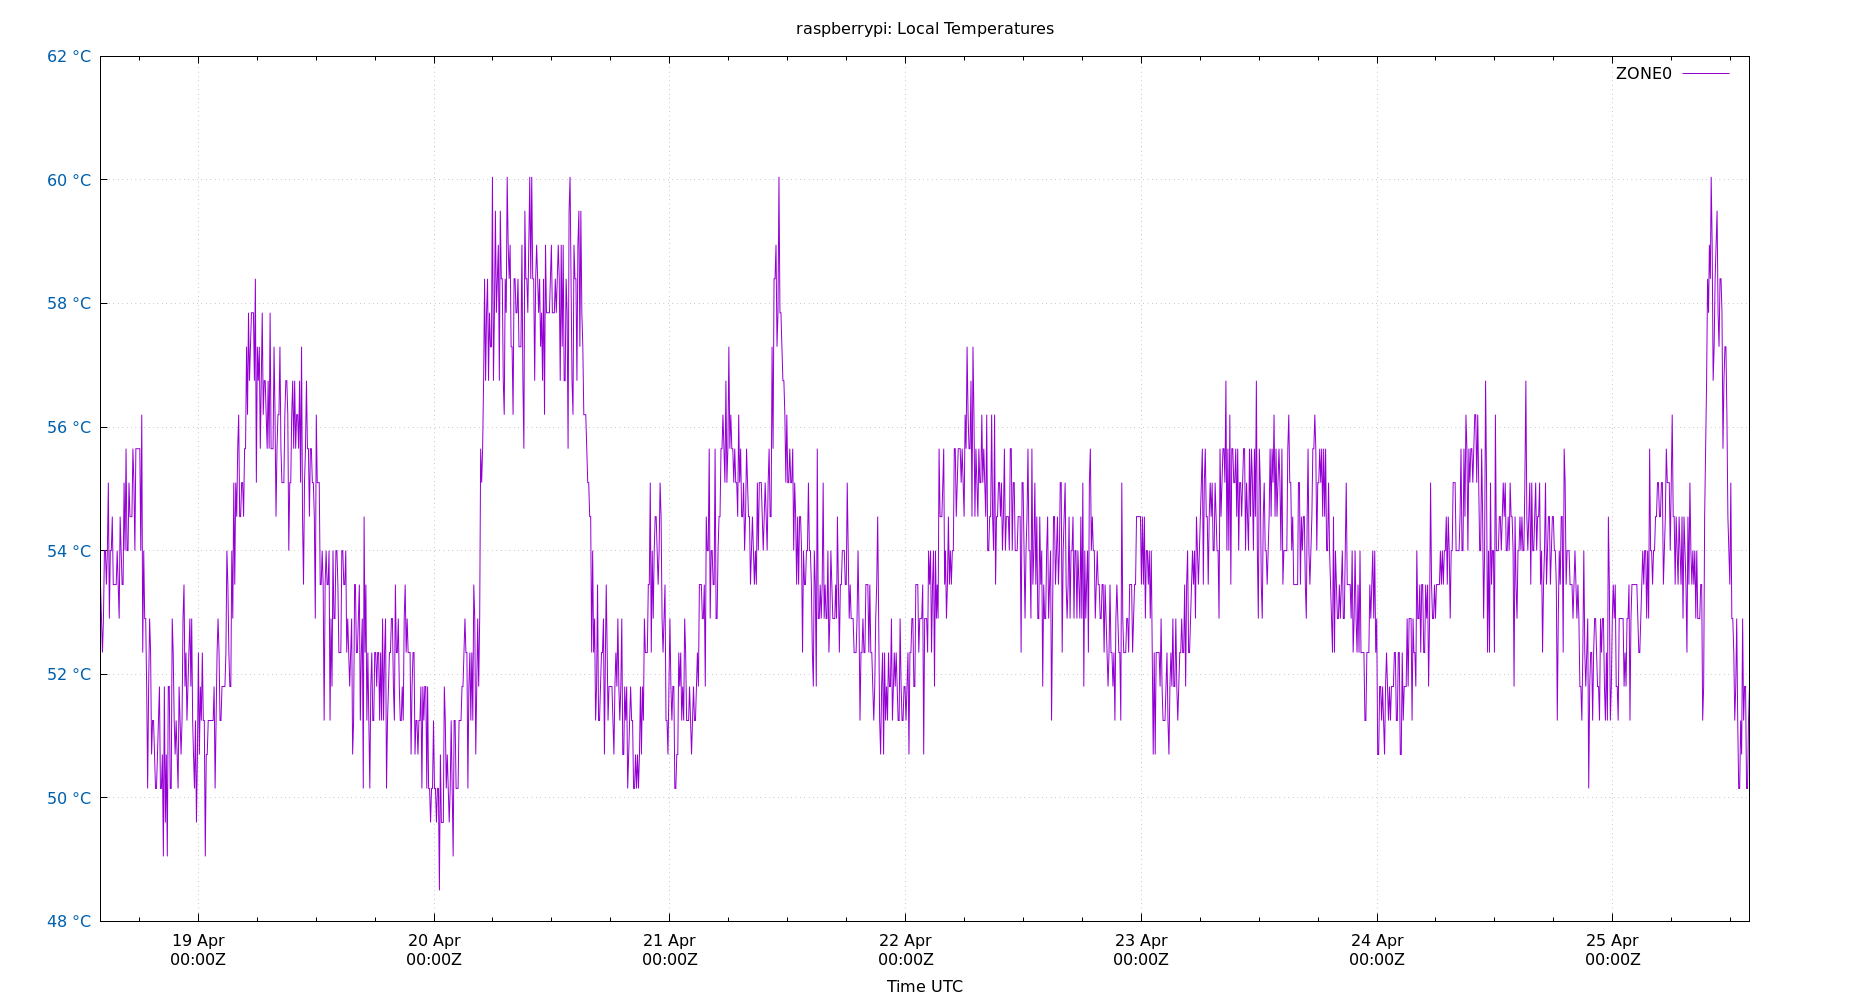 raspberrypi: Local Temperatures
62 °C
ZONE0
60 °C
58 °C
56 °C
54 °C
52 °C
50 °C
48 °C
19 Apr 20 Apr 21 Apr 22 Apr 23 Apr 24 Apr 25 Apr
00:00Z 00:00Z 00:00Z 00:00Z 00:00Z 00:00Z 00:00Z
Time UTC